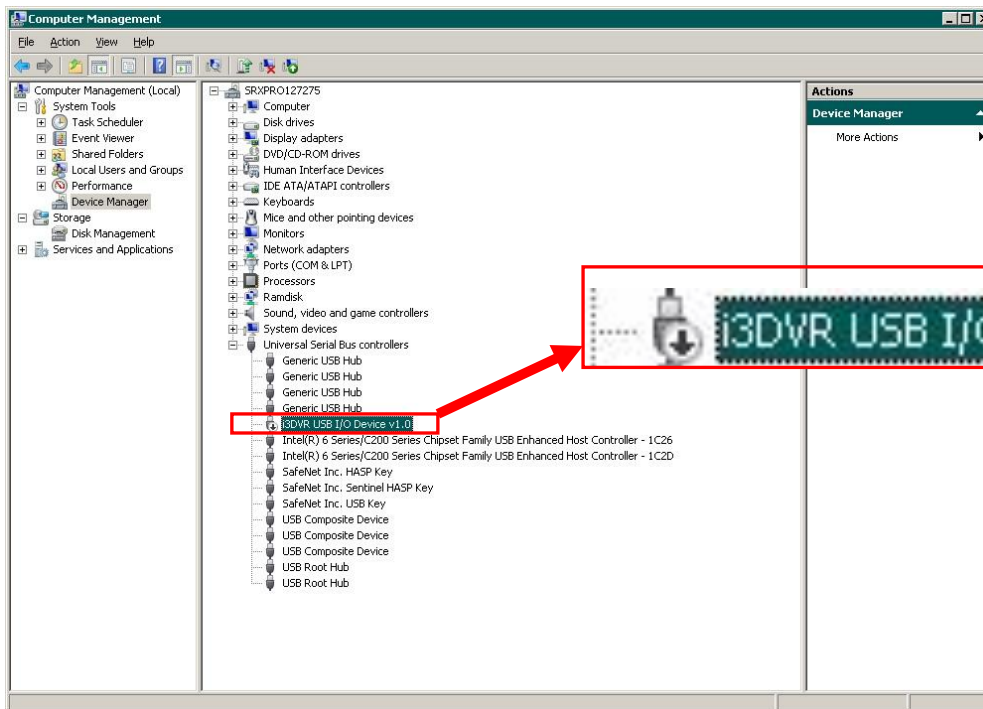 Computer Management
File Action View Help
Computer Management (Local)
System Tools
Task Scheduler
Event Viewer
Shared Folders
Local Users and Groups
Performance
Device Manager
Storage
Disk Management
Services and Applications
SRXPRO127275
Computer
Disk drives
Display adapters
DVD/CD-ROM drives
Human Interface Devices
IDE ATA/ATAPI controllers
Keyboards
Mice and other pointing devices
Monitors
Network adapters
Ports (COM & LPT)
Processors
Ramdisk
Sound, video and game controllers
System devices
Universal Serial Bus controllers
Generic USB Hub
Generic USB Hub
Generic USB Hub
Generic USB Hub
i3DVR USB I/O Device v1.0
Intel(R) 6 Series/C200 Series Chipset Family USB Enhanced Host Controller - 1C26
Intel(R) 6 Series/C200 Series Chipset Family USB Enhanced Host Controller - 1C2D
SafeNet Inc. HASP Key
SafeNet Inc. Sentinel HASP Key
SafeNet Inc. USB Key
USB Composite Device
USB Composite Device
USB Composite Device
USB Root Hub
USB Root Hub
Actions
Device Manager
More Actions
i3DVR USB I/O